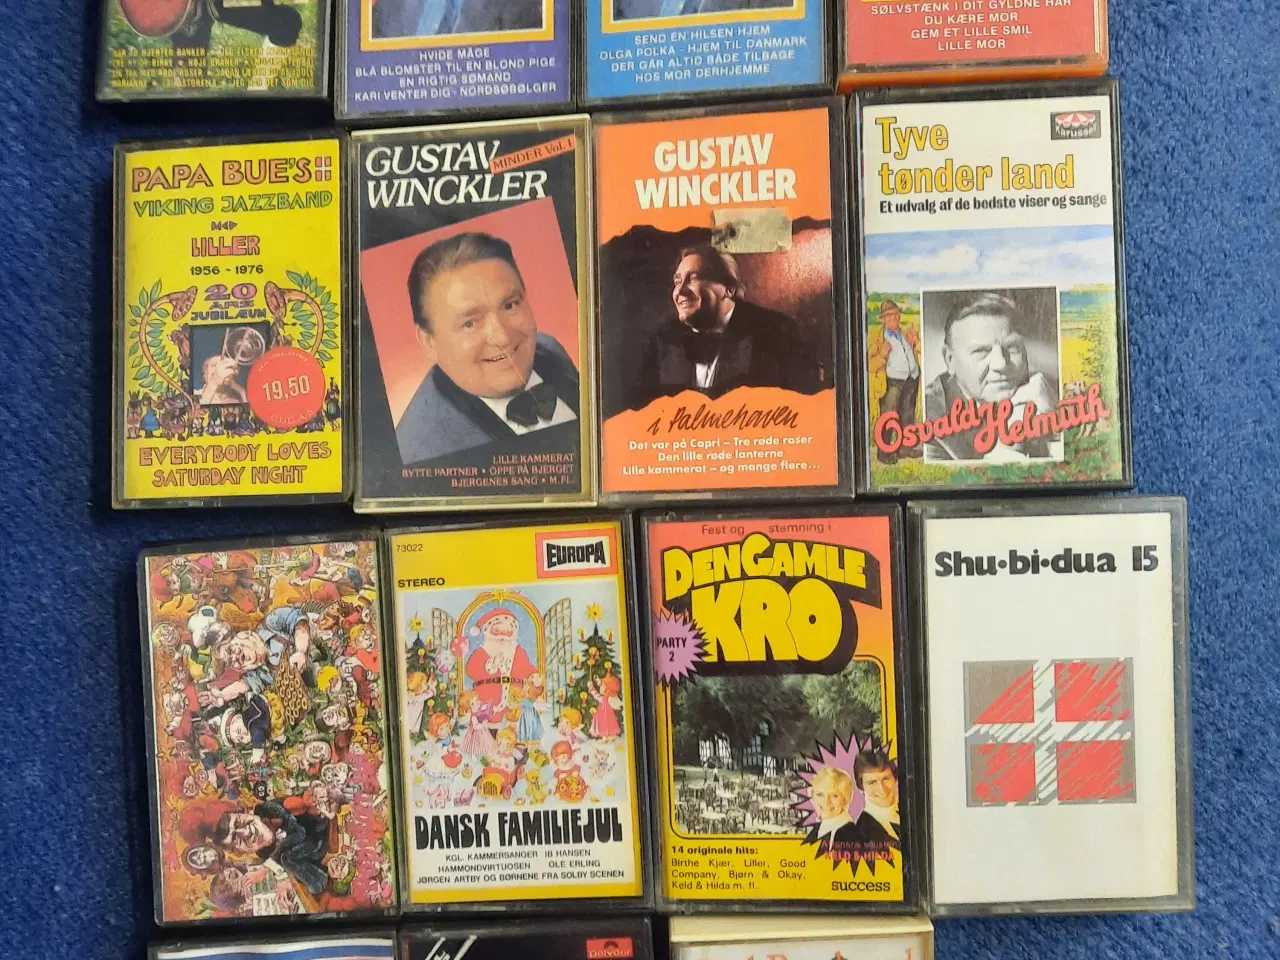 HVIDE MÅGE
BLÅ BLOMSTER TIL EN BLOND PIGE
EN RIGTIG SØMAND
KARI VENTER DIG - NORDSØBØLGER
SEND EN HILSEN HJEM
OLGA POLKA - HJEM TIL DANMARK
DER GÅR ALTID BÅDE TILBAGE
HOS MOR DERHJEMME
SØLVSTÆNK I DIT GYLDNE HÅR
DU KÆRE MOR
GEM ET LILLE SMIL
LILLE MOR
PAPA BUE'S
VIKING JAZZBAND
MED
LILLER
1956 - 1976
20
ÅRS
JUBILÆUM
19,50
EVERYBODY LOVES
SATURDAY NIGHT
GUSTAV
WINCKLER
MINDER VOL. 1
LILLE KAMMERAT
BYTTE PARTNER • OPPE PÅ BJERGET
BJERGENES SANG • M.FL.
GUSTAV
WINCKLER
i Palmehaven
Det var på Capri - Tre røde roser
Den lille røde lanterne
Lille kammerat - og mange flere...
Karussel
Tyve
tønder land
Et udvalg af de bedste viser og sange
Osvald Helmuth
73022
EUROPA
STEREO
DANSK FAMILIEJUL
KGL. KAMMERSANGER IB HANSEN
HAMMONDVIRTUOSEN OLE ERLING
JØRGEN ARTBY OG BØRNENE FRA SOLBY SCENEN
Fest og stemning i
DEN GAMLE
KRO
PARTY
2
KELD & HILDA
14 originale hits:
Birthe Kjær, Liller, Good
Company, Bjørn & Okay,
Keld & Hilda m. fl.
success
Shu•bi•dua 15
Polydor